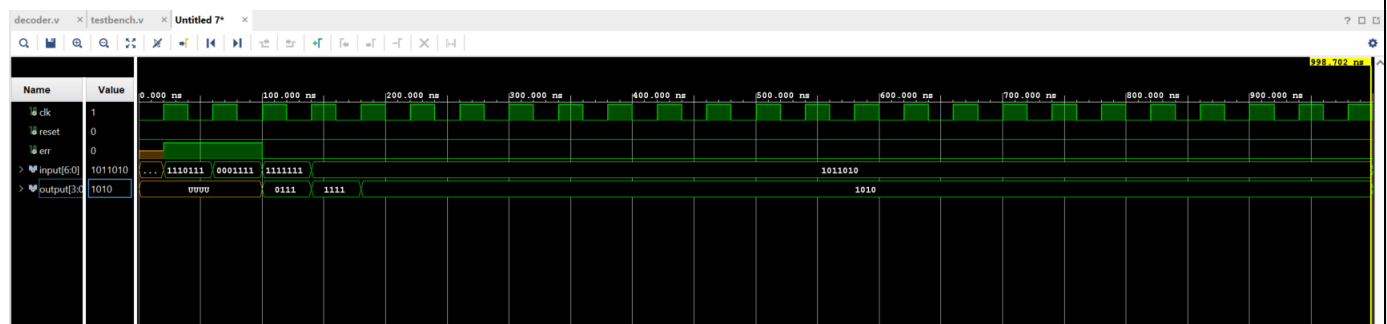 decoder.v × testbench.v × Untitled 7* ×
998.702 ns
Name Value
0.000 ns 100.000 ns 200.000 ns 300.000 ns 400.000 ns 500.000 ns 600.000 ns 700.000 ns 800.000 ns 900.000 ns
clk 1
reset 0
err 0
input[6:0] 1011010 ... 1110111 0001111 1111111 1011010
output[3:0 1010 UUUU 0111 1111 1010